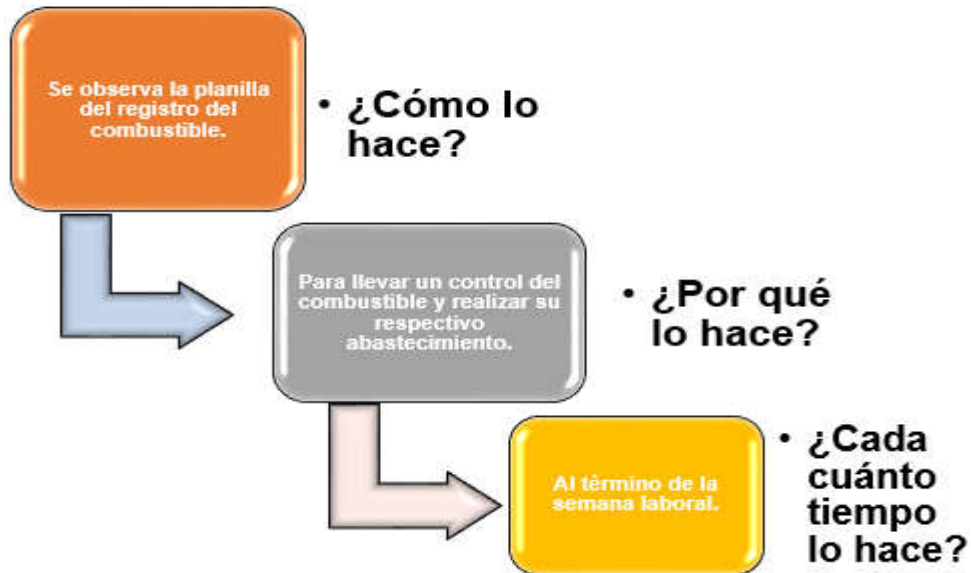 Se observa la planilla
del registro del
combustible.
• ¿Cómo lo
hace?
Para llevar un control del
combustible y realizar su
respectivo
abastecimiento.
• ¿Por qué
lo hace?
Al término de la
semana laboral.
• ¿Cada
cuánto
tiempo
lo hace?